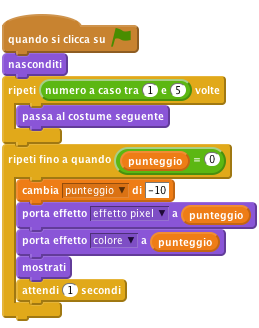 quando si clicca su
nasconditi
ripeti numero a caso tra 1 e 5 volte
passa al costume seguente
ripeti fino a quando punteggio = 0
cambia punteggio di -10
porta effetto effetto pixel a punteggio
porta effetto colore a punteggio
mostrati
attendi 1 secondi